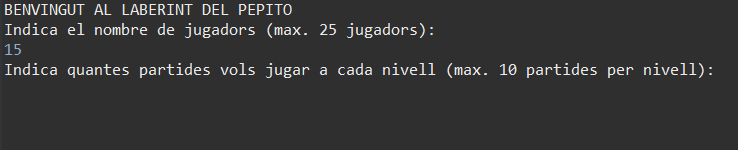 BENVINGUT AL LABERINT DEL PEPITO
Indica el nombre de jugadors (max. 25 jugadors):
15
Indica quantes partides vols jugar a cada nivell (max. 10 partides per nivell):